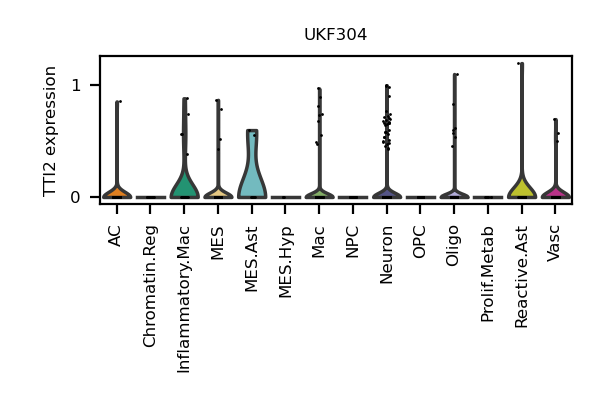 UKF304
TTI2 expression
1
0
AC
Chromatin.Reg
Inflammatory.Mac
MES
MES.Ast
MES.Hyp
Mac
NPC
Neuron
OPC
Oligo
Prolif.Metab
Reactive.Ast
Vasc